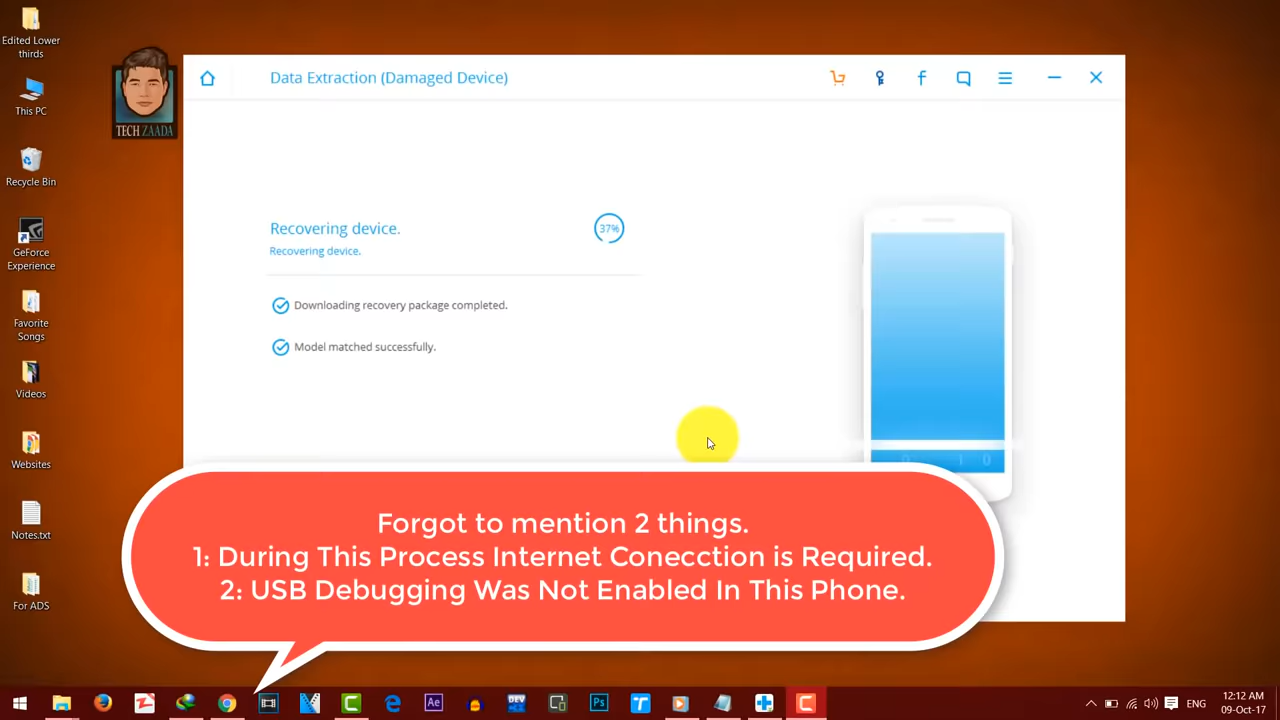 Edited Lower
thirds
This PC
Recycle Bin
GeForce
Experience
Favorite
Songs
Videos
Websites
Notes.txt
For ADS
TECH ZAADA
Data Extraction (Damaged Device)
f
Recovering device.
37%
Recovering device.
Downloading recovery package completed.
Model matched successfully.
Forgot to mention 2 things.
1: During This Process Internet Conecction is Required.
2: USB Debugging Was Not Enabled In This Phone.
Ae
DEV
Ps
ENG
12:12 AM
09-Oct-17